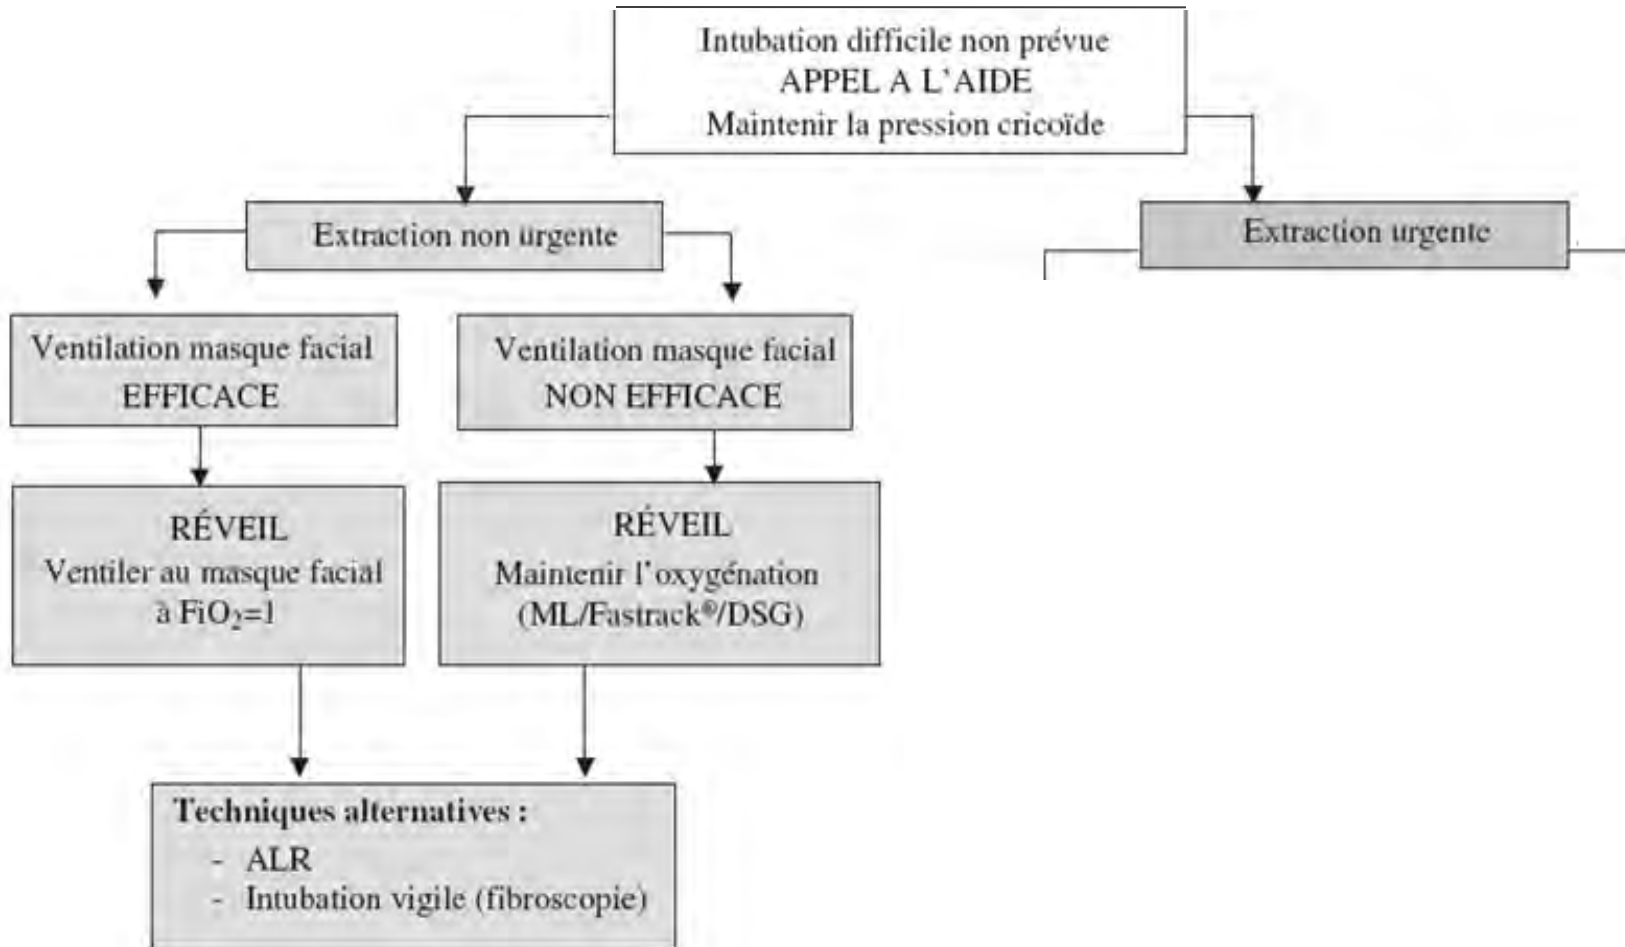 Intubation difficile non prévue
APPEL A L'AIDE
Maintenir la pression cricoïde
Extraction non urgente
Extraction urgente
Ventilation masque facial
EFFICACE
Ventilation masque facial
NON EFFICACE
RÉVEIL
Ventiler au masque facial
à FiO₂=1
RÉVEIL
Maintenir l'oxygénation
(ML/Fastrack®/DSG)
Techniques alternatives :
- ALR
- Intubation vigile (fibroscopie)